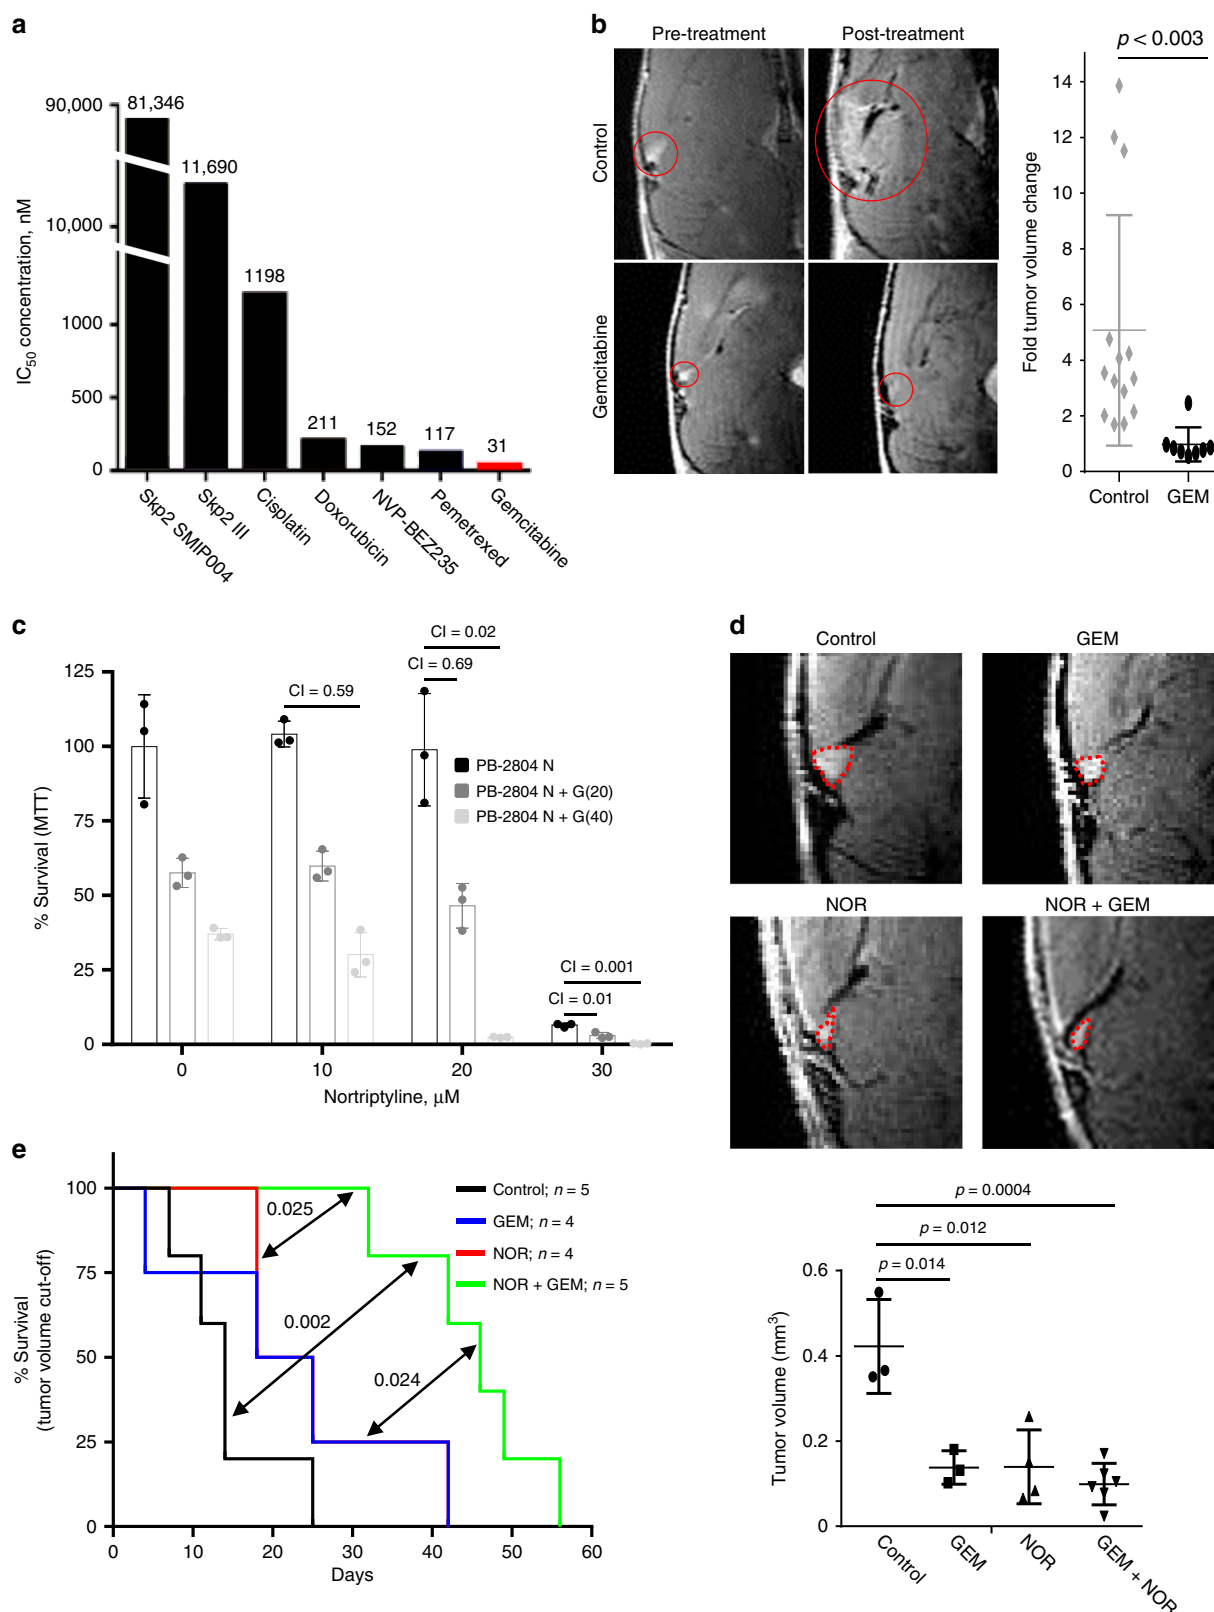 a
IC50 concentration, nM
90,000
10,000
1000
500
0
81,346
11,690
1198
211
152
117
31
Skp2 SMIP004
Skp2 III
Cisplatin
Doxorubicin
NVP-BEZ235
Pemetrexed
Gemcitabine
b
Pre-treatment
Post-treatment
Control
Gemcitabine
p < 0.003
Fold tumor volume change
14
12
10
8
6
4
2
0
Control
GEM
c
% Survival (MTT)
125
100
75
50
25
0
CI = 0.59
CI = 0.02
CI = 0.69
CI = 0.001
CI = 0.01
PB-2804 N
PB-2804 N + G(20)
PB-2804 N + G(40)
0
10
20
30
Nortriptyline, μM
d
Control
GEM
NOR
NOR + GEM
p = 0.0004
p = 0.012
p = 0.014
Tumor volume (mm3)
0.6
0.4
0.2
0
Control
GEM
NOR
GEM + NOR
e
% Survival
(tumor volume cut-off)
100
75
50
25
0
0.025
0.002
0.024
Control; n = 5
GEM; n = 4
NOR; n = 4
NOR + GEM; n = 5
0
10
20
30
40
50
60
Days